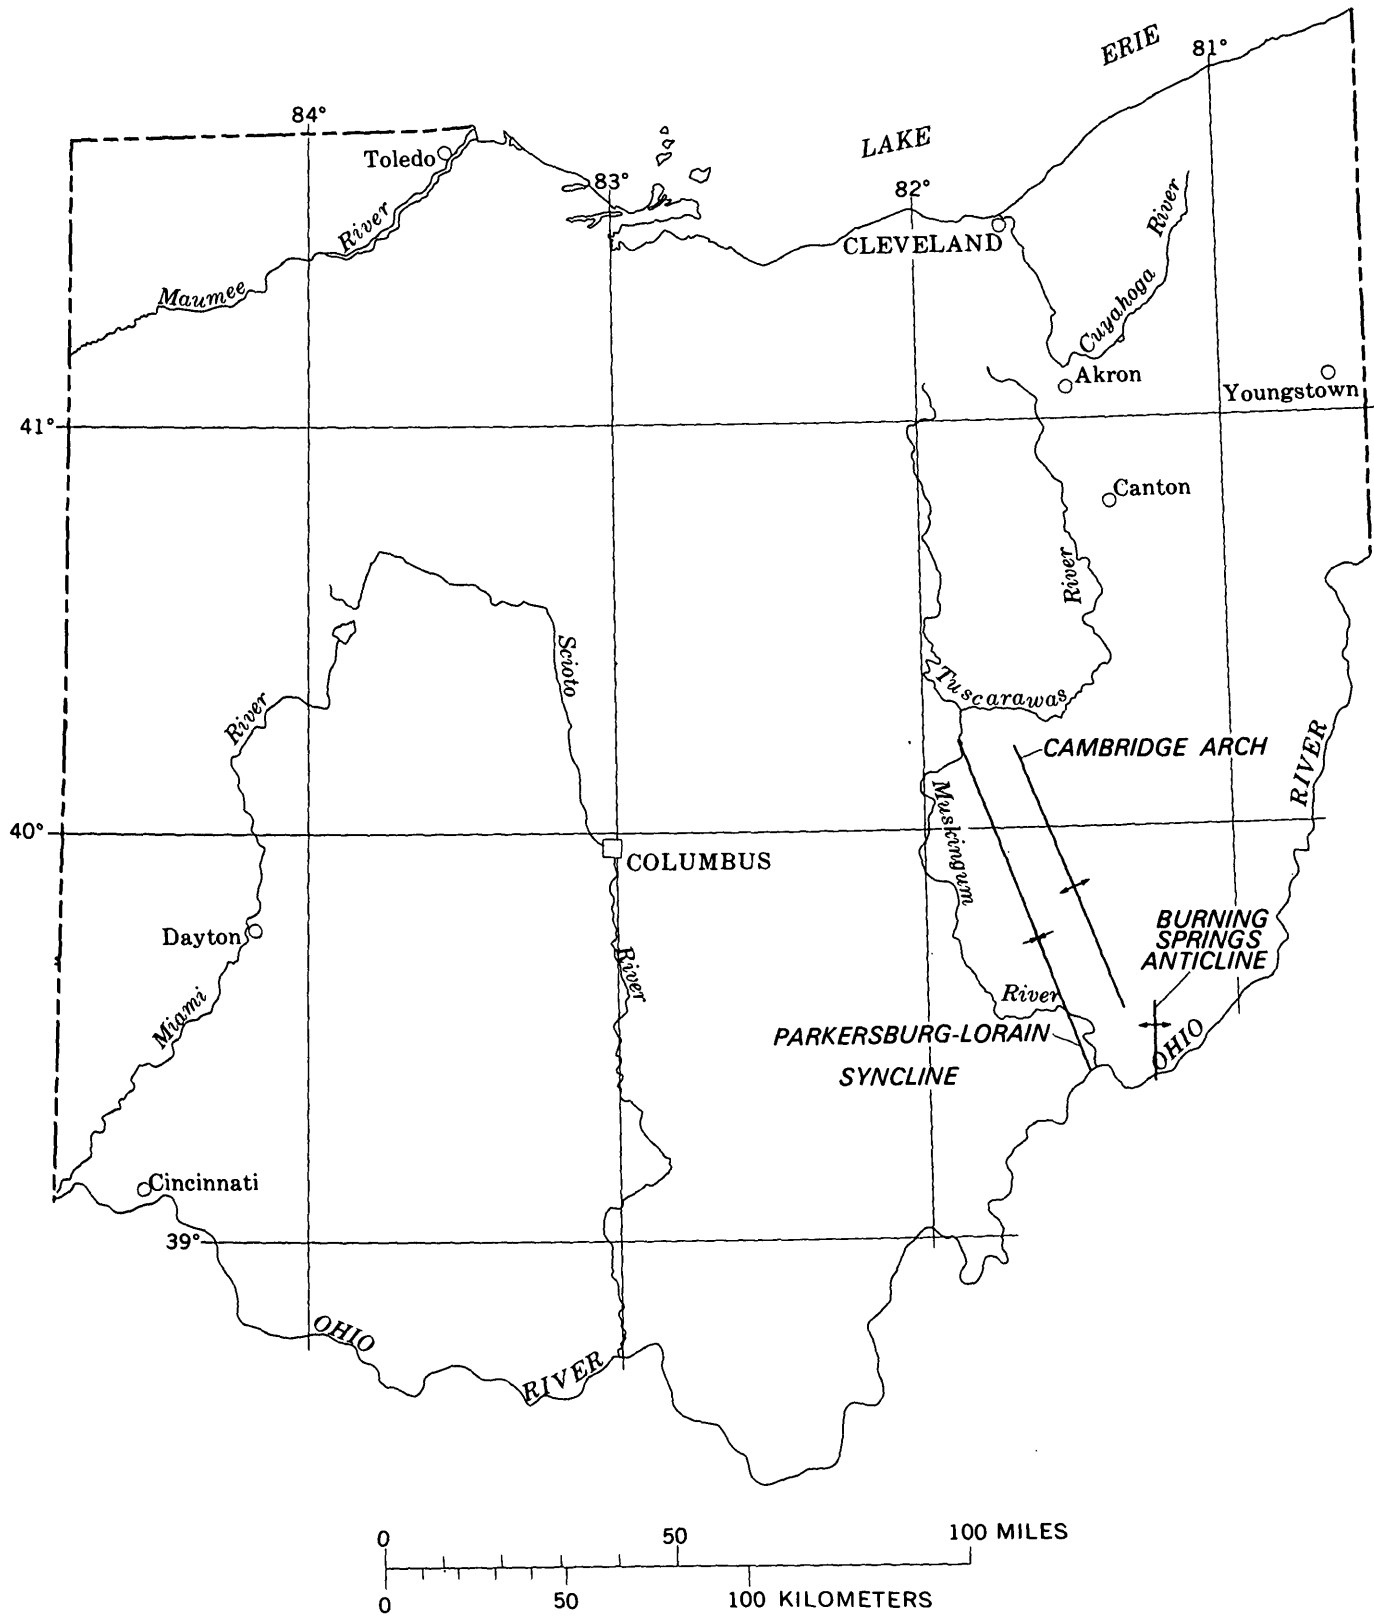 ERIE
81°
84°
LAKE
Toledo
83°
82°
River
River
CLEVELAND
Maumee
Cuyahoga
Akron
Youngstown
41°
Canton
River
Scioto
Tuscarawas
River
CAMBRIDGE ARCH
RIVER
Muskingum
40°
COLUMBUS
Dayton
BURNING
SPRINGS
ANTICLINE
River
River
Miami
PARKERSBURG-LORAIN
SYNCLINE
OHIO
Cincinnati
39°
OHIO
RIVER
0 50 100 MILES
0 50 100 KILOMETERS